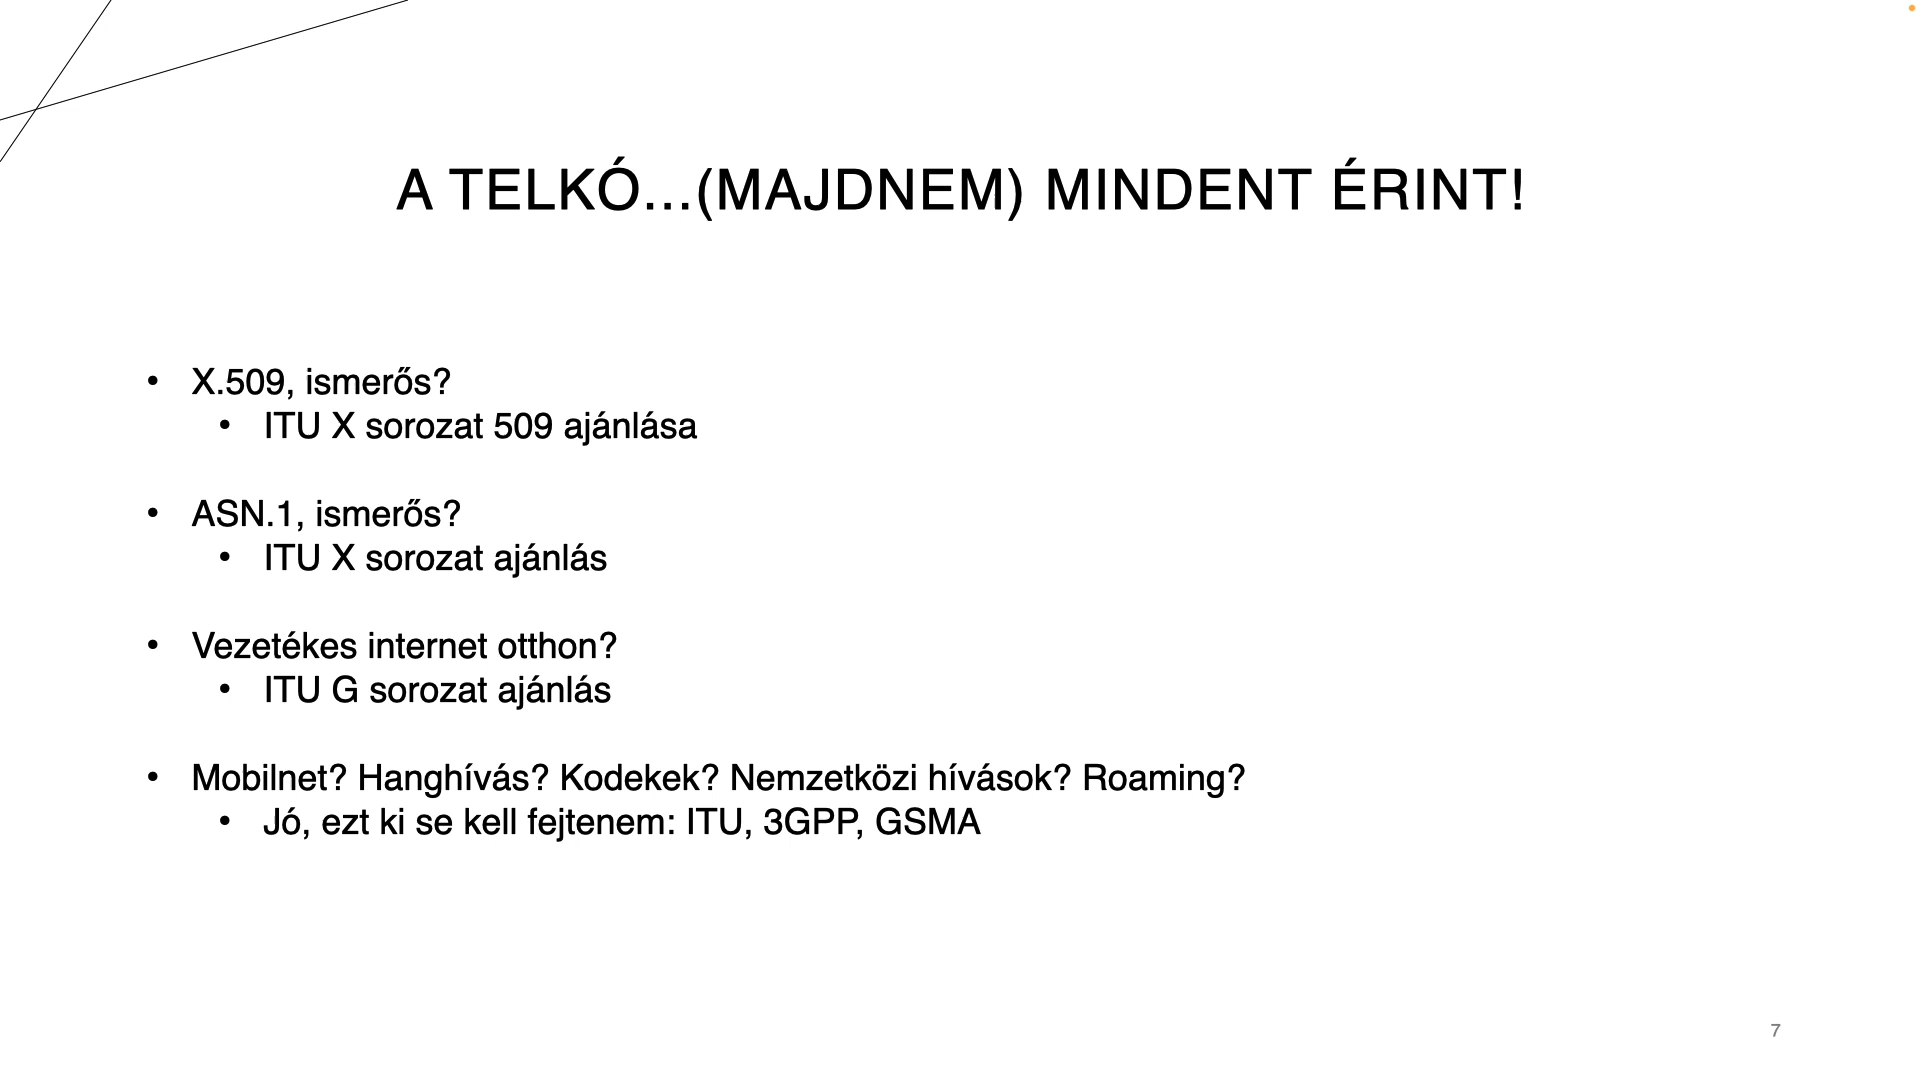 A TELKÓ...(MAJDNEM) MINDENT ÉRINT!
• X.509, ismerős?
• ITU X sorozat 509 ajánlása
• ASN.1, ismerős?
• ITU X sorozat ajánlás
• Vezetékes internet otthon?
• ITU G sorozat ajánlás
• Mobilnet? Hanghívás? Kodekek? Nemzetközi hívások? Roaming?
• Jó, ezt ki se kell fejtenem: ITU, 3GPP, GSMA
7